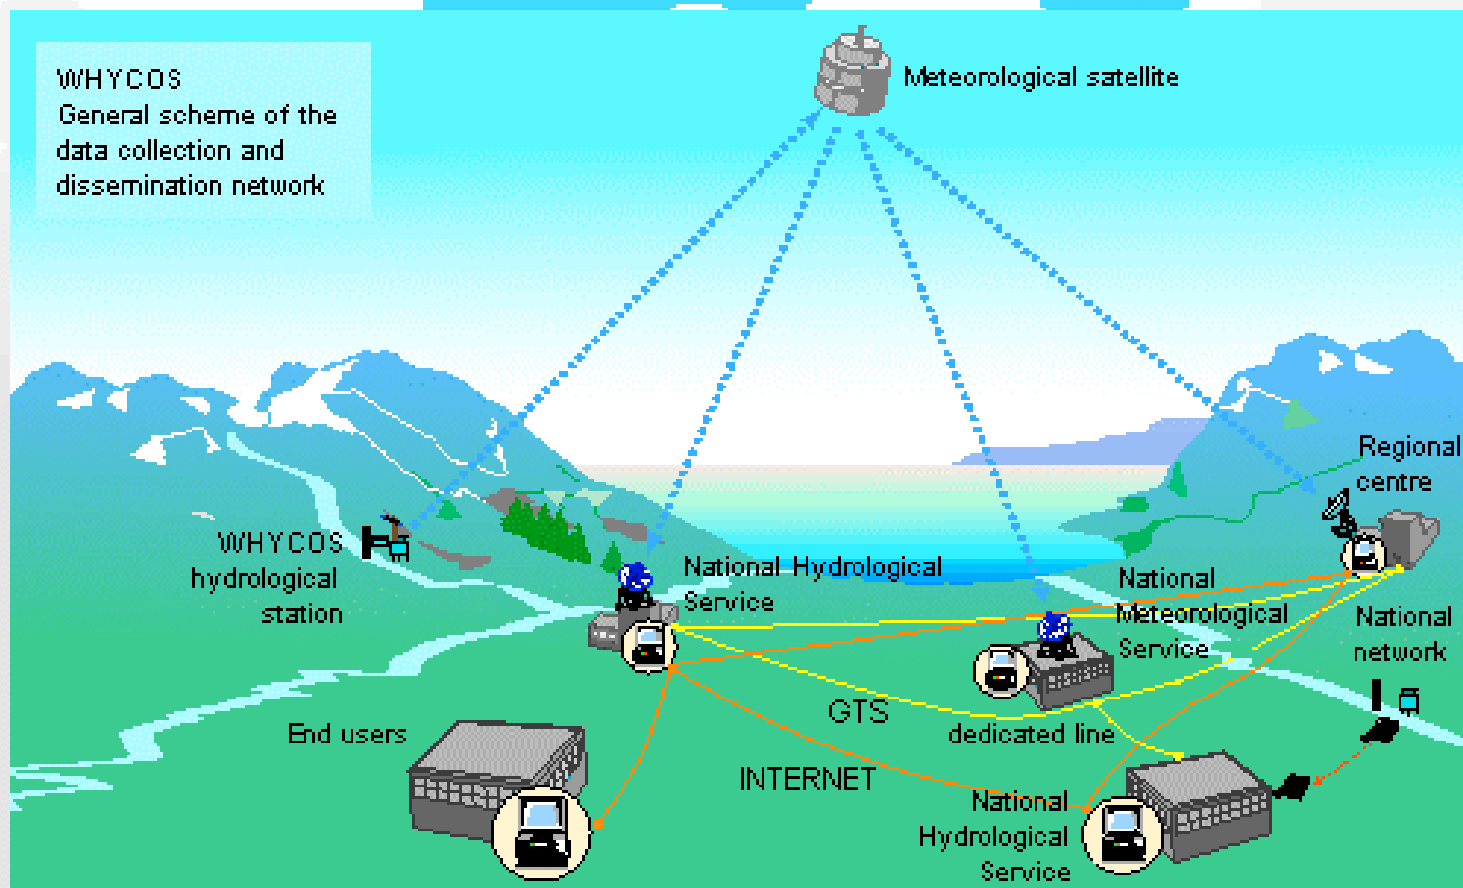 WHYCOS
General scheme of the
data collection and
dissemination network
Meteorological satellite
Regional
centre
WHYCOS
hydrological
station
National Hydrological
Service
National
Meteorological
Service
National
network
GTS
dedicated line
End users
INTERNET
National
Hydrological
Service